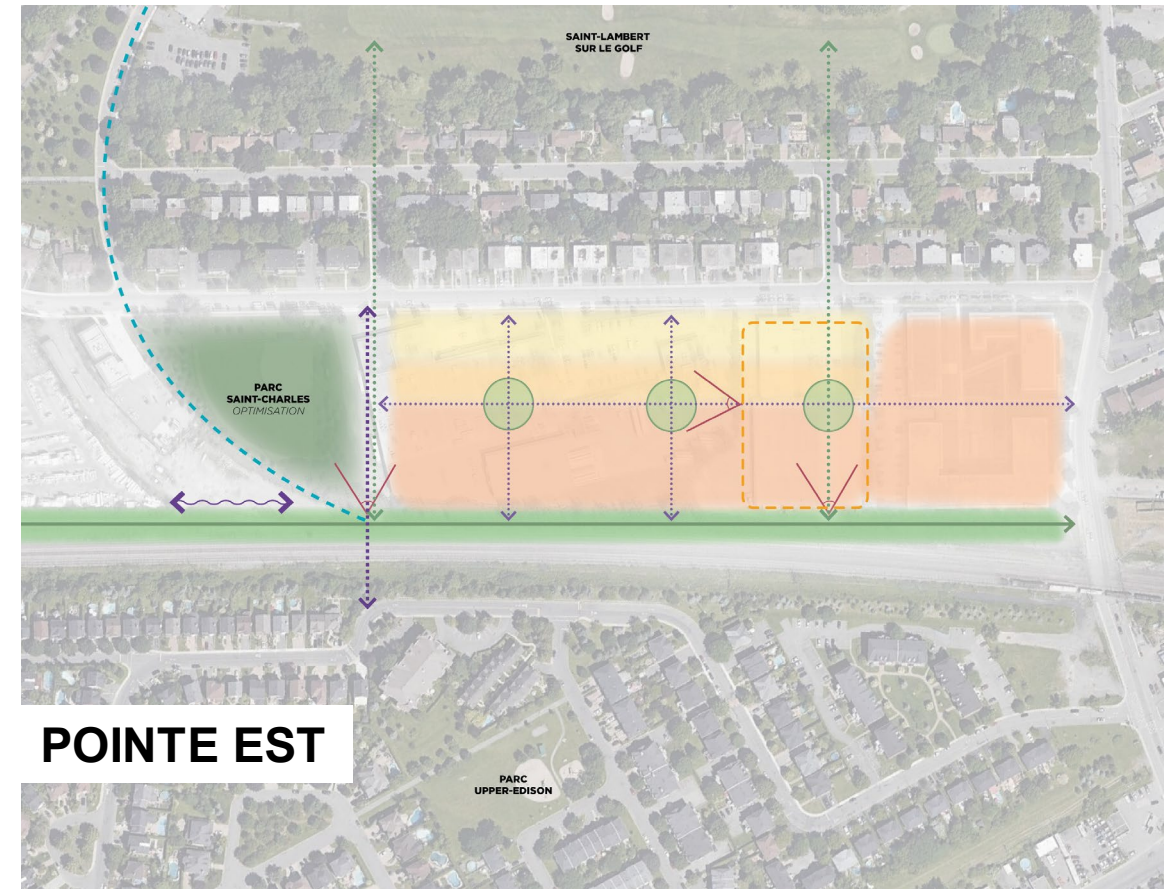 SAINT-LAMBERT
SUR LE GOLF
PARC
SAINT-CHARLES
OPTIMISATION
POINTE EST
PARC
UPPER-EDISON